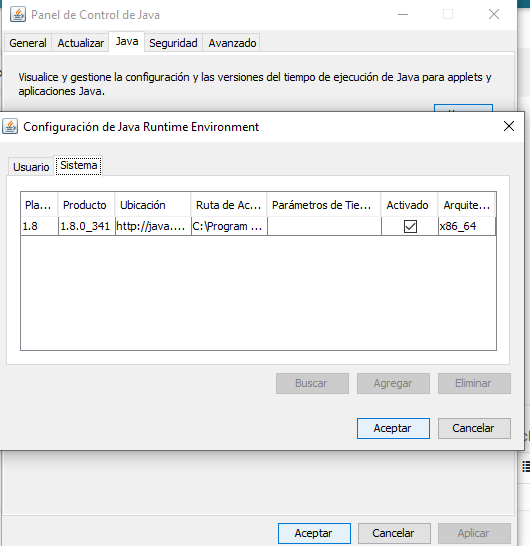 Panel de Control de Java
General Actualizar Java Seguridad Avanzado
Visualice y gestione la configuración y las versiones del tiempo de ejecución de Java para applets y
aplicaciones Java.
Configuración de Java Runtime Environment
Usuario Sistema
Pla... Producto Ubicación Ruta de Ac... Parámetros de Tie... Activado Arquite...
1.8 1.8.0_341 http://java.... C:\Program ... x86_64
Buscar Agregar Eliminar
Aceptar Cancelar
Aceptar Cancelar Aplicar